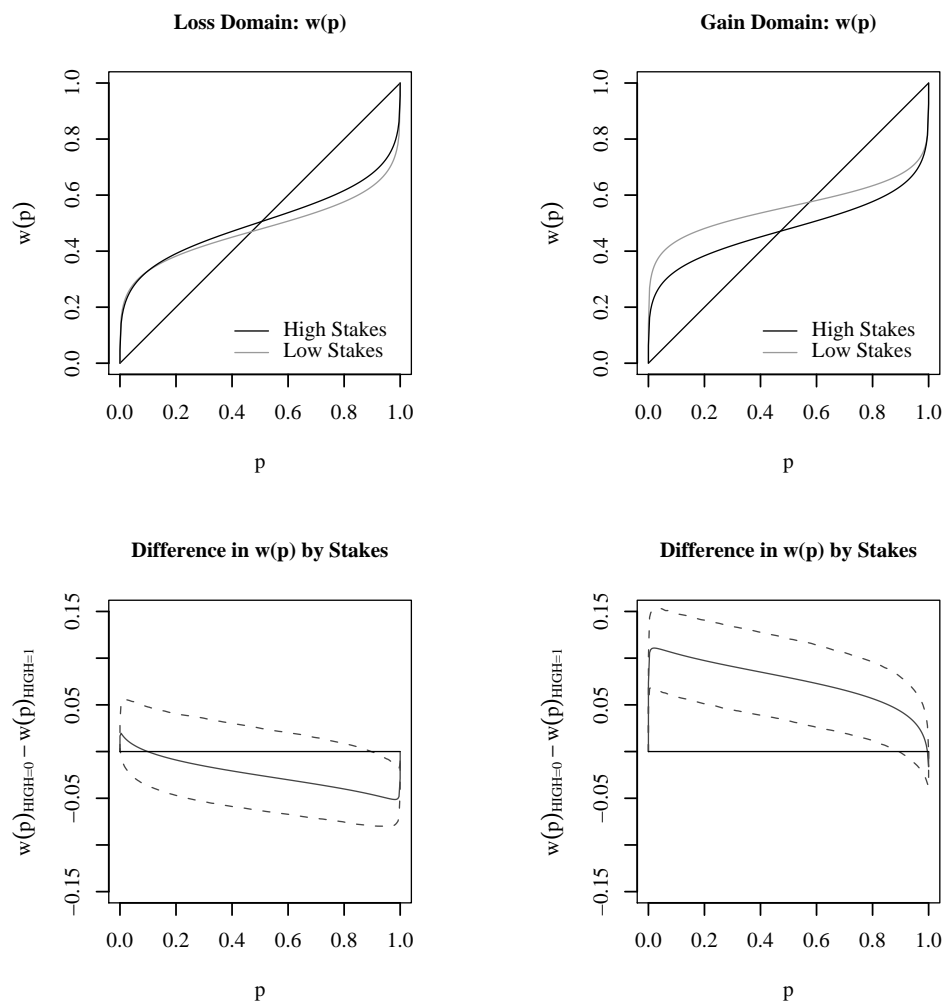 Loss Domain: w(p)
w(p)
1.0
0.8
0.6
0.4
0.2
0.0
High Stakes
Low Stakes
0.0 0.2 0.4 0.6 0.8 1.0
p
Gain Domain: w(p)
w(p)
1.0
0.8
0.6
0.4
0.2
0.0
High Stakes
Low Stakes
0.0 0.2 0.4 0.6 0.8 1.0
p
Difference in w(p) by Stakes
w(p)HIGH=0 − w(p)HIGH=1
0.15
0.05
−0.05
−0.15
0.0 0.2 0.4 0.6 0.8 1.0
p
Difference in w(p) by Stakes
w(p)HIGH=0 − w(p)HIGH=1
0.15
0.05
−0.05
−0.15
0.0 0.2 0.4 0.6 0.8 1.0
p